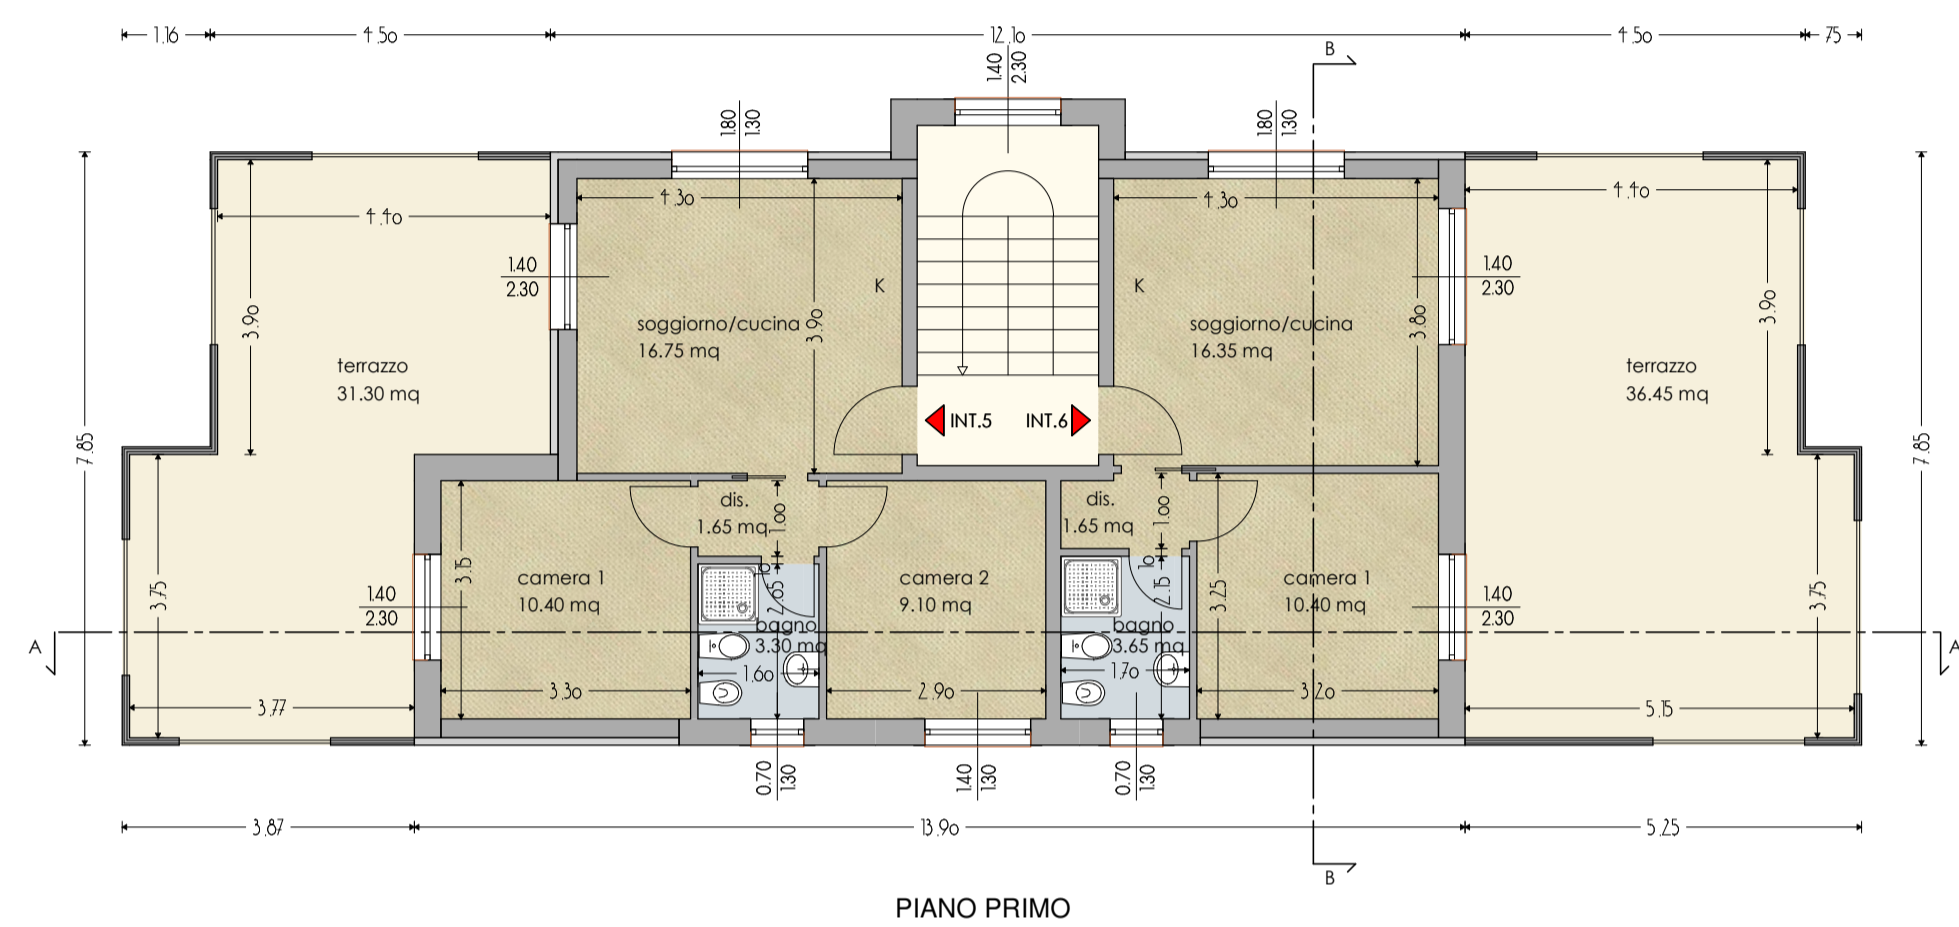 1.16
4.50
12.10
4.50
75
B
1.40
2.30
1.80
1.30
1.80
1.30
4.40
4.30
4.30
4.40
1.40
2.30
K
K
1.40
2.30
3.90
3.90
3.80
3.90
soggiorno/cucina
16.75 mq
soggiorno/cucina
16.35 mq
terrazzo
31.30 mq
terrazzo
36.45 mq
INT.5
INT.6
7.85
7.85
dis.
1.65 mq
1.00
dis.
1.65 mq
1.00
3.75
3.15
camera 1
10.40 mq
10
2.65
camera 2
9.10 mq
10
2.15
3.25
camera 1
10.40 mq
3.75
1.40
2.30
1.40
2.30
A
bagno
3.30 mq
bagno
3.65 mq
A
3.77
3.30
1.60
2.90
1.70
3.20
5.15
0.70
1.30
1.40
1.30
0.70
1.30
3.87
13.90
5.25
B
PIANO PRIMO